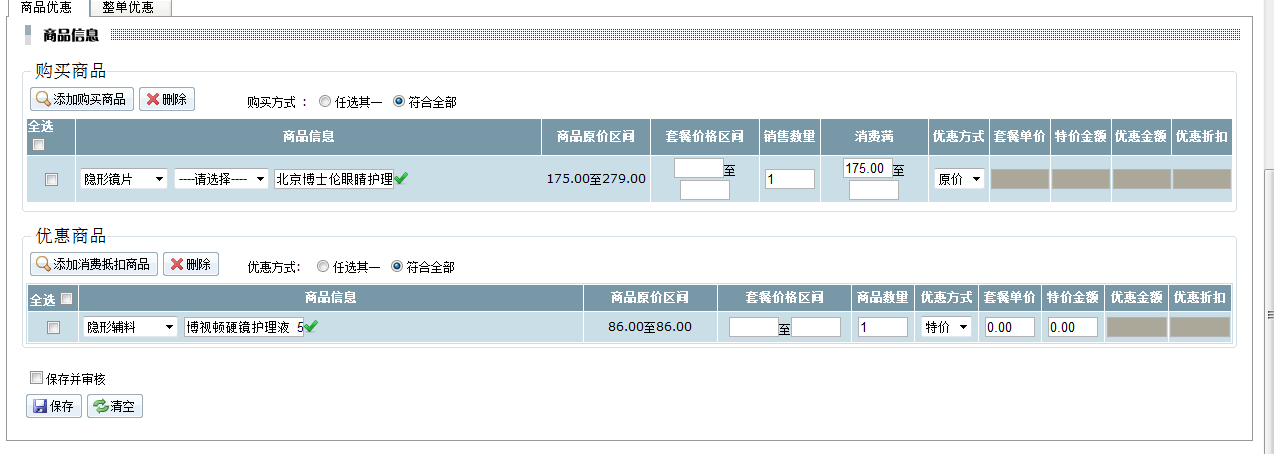 商品优惠 整单优惠
商品信息
购买商品
添加购买商品 删除 购买方式 : 任选其一 符合全部
全选 商品信息 商品原价区间 套餐价格区间 销售数量 消费满 优惠方式 套餐单价 特价金额 优惠金额 优惠折扣
隐形镜片 ----请选择---- 北京博士伦眼睛护理 175.00至279.00 至 1 175.00 至 原价
优惠商品
添加消费抵扣商品 删除 优惠方式: 任选其一 符合全部
全选 商品信息 商品原价区间 套餐价格区间 商品数量 优惠方式 套餐单价 特价金额 优惠金额 优惠折扣
隐形辅料 博视顿硬镜护理液 5 86.00至86.00 至 1 特价 0.00 0.00
保存并审核
保存 清空